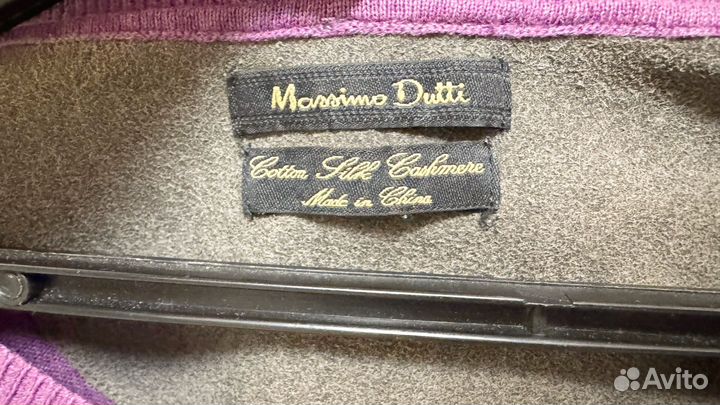 Massimo Dutti
Cotton Silk Cashmere
Made in China
Avito